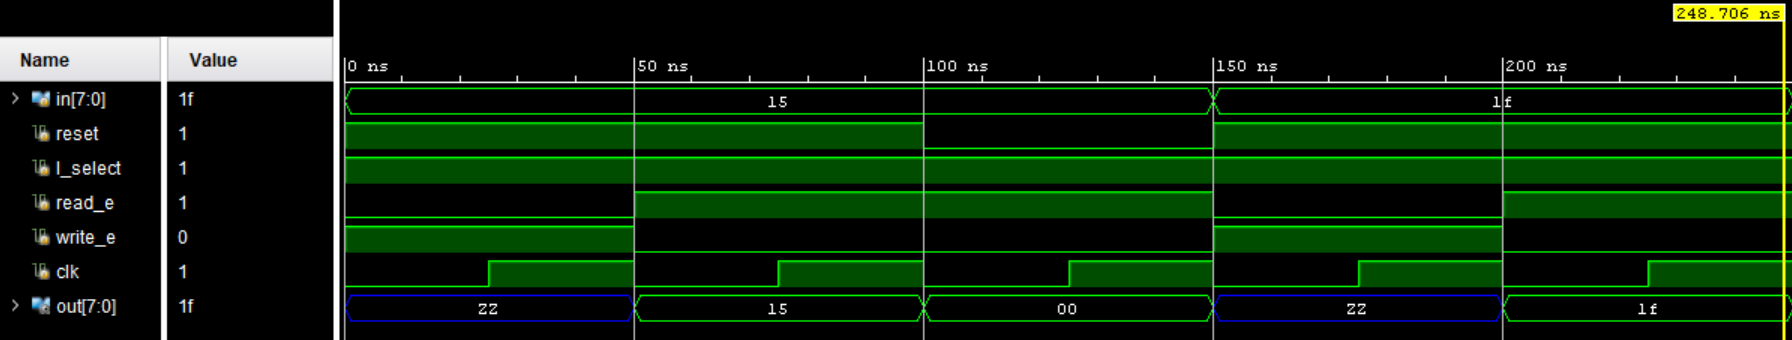 248.706 ns
Name Value
0 ns 50 ns 100 ns 150 ns 200 ns
in[7:0] 1f 15 1f
reset 1
l_select 1
read_e 1
write_e 0
clk 1
out[7:0] 1f ZZ 15 00 ZZ 1f